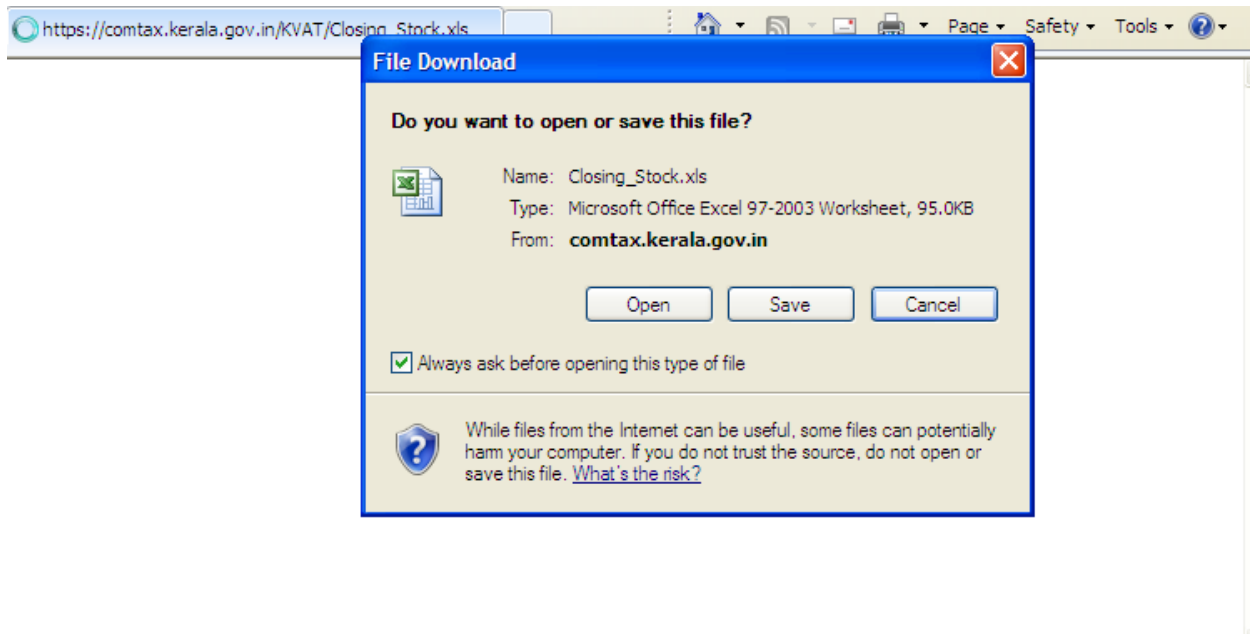 https://comtax.kerala.gov.in/KVAT/Closing_Stock.xls
Page Safety Tools
File Download
Do you want to open or save this file?
Name: Closing_Stock.xls
Type: Microsoft Office Excel 97-2003 Worksheet, 95.0KB
From: comtax.kerala.gov.in
Open Save Cancel
Always ask before opening this type of file
While files from the Internet can be useful, some files can potentially
harm your computer. If you do not trust the source, do not open or
save this file. What's the risk?